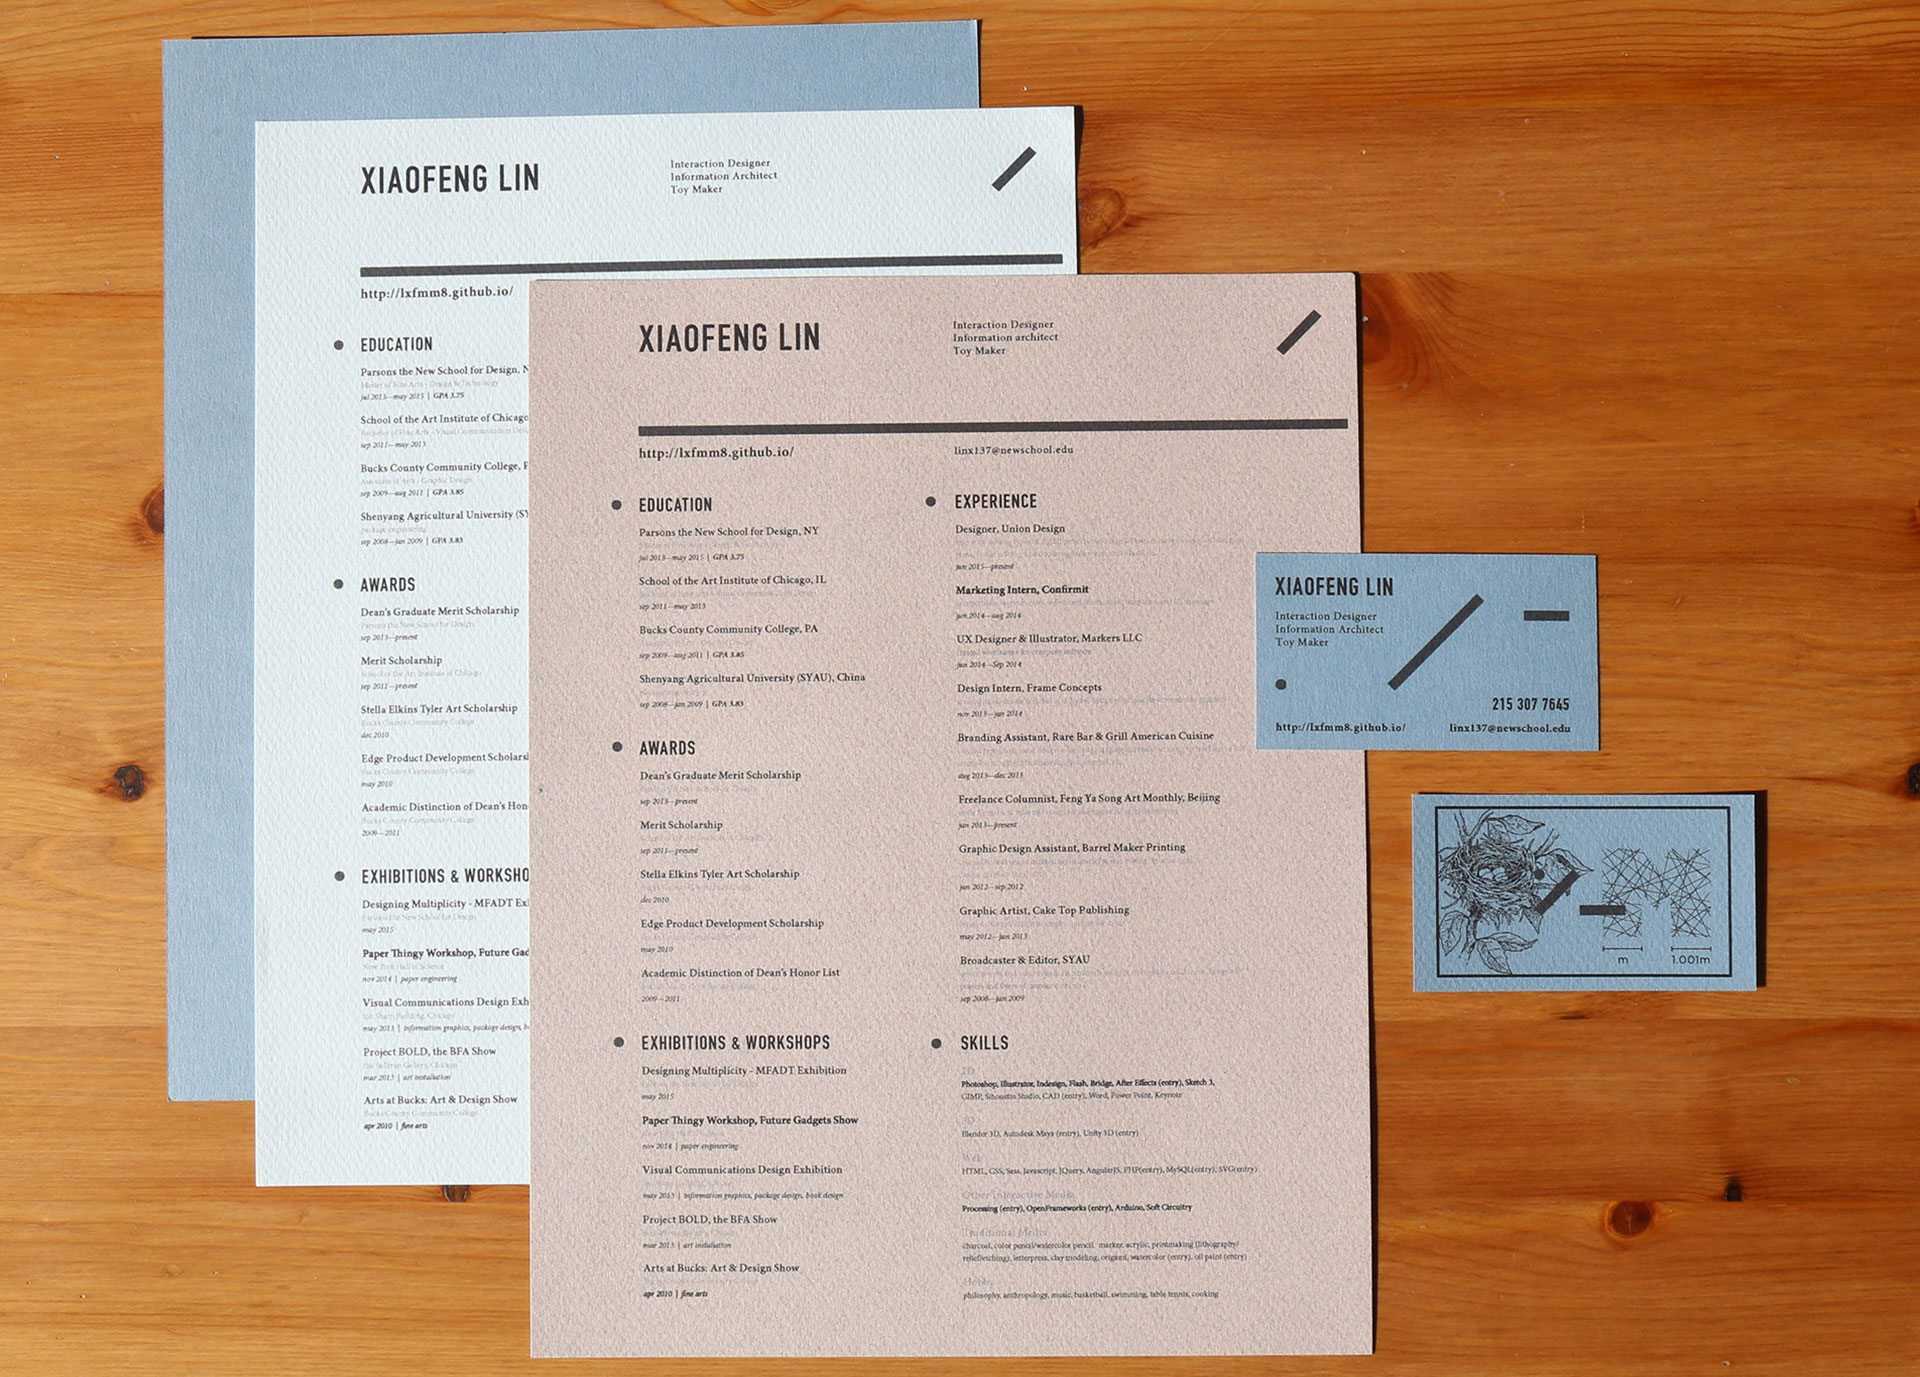 XIAOFENG LIN
Interaction Designer
Information Architect
Toy Maker
http://lxfmm8.github.io/
EDUCATION
Parsons the New School for Design, N
Master of Fine Arts - Design & Technology
jul 2013—may 2015 | GPA 3.75
School of the Art Institute of Chicago
Bachelor of Fine Arts - Visual Communication
sep 2011—may 2013
Bucks County Community College, P
Associate of Arts - Graphic Design
sep 2009—aug 2011 | GPA 3.85
Shenyang Agricultural University (SY
package engineering
sep 2008—jan 2009 | GPA 3.83
AWARDS
Dean's Graduate Merit Scholarship
Parsons the New School for Design
sep 2013—present
Merit Scholarship
School of the Art Institute of Chicago
sep 2011—present
Stella Elkins Tyler Art Scholarship
Bucks County Community College
dec 2010
Edge Product Development Scholars
Bucks County Community College
may 2010
Academic Distinction of Dean's Hon
Bucks County Community College
2009—2011
EXHIBITIONS & WORKSHO
Designing Multiplicity - MFADT Ex
Parsons the New School for Design
may 2015
Paper Thingy Workshop, Future Gad
New York Hall of Science
nov 2014 | paper engineering
Visual Communications Design Exh
the Sharp Building, Chicago
may 2013 | information graphics, package design, b
Project BOLD, the BFA Show
the Sullivan Gallery, Chicago
mar 2013 | art installation
Arts at Bucks: Art & Design Show
Bucks County Community College
apr 2010 | fine arts
XIAOFENG LIN
Interaction Designer
Information architect
Toy Maker
http://lxfmm8.github.io/
linx137@newschool.edu
EDUCATION
Parsons the New School for Design, NY
jul 2013—may 2015 | GPA 3.75
School of the Art Institute of Chicago, IL
sep 2011—may 2013
Bucks County Community College, PA
sep 2009—aug 2011 | GPA 3.85
Shenyang Agricultural University (SYAU), China
sep 2008—jan 2009 | GPA 3.83
AWARDS
Dean's Graduate Merit Scholarship
sep 2013—present
Merit Scholarship
sep 2011—present
Stella Elkins Tyler Art Scholarship
dec 2010
Edge Product Development Scholarship
may 2010
Academic Distinction of Dean's Honor List
2009—2011
EXHIBITIONS & WORKSHOPS
Designing Multiplicity - MFADT Exhibition
may 2015
Paper Thingy Workshop, Future Gadgets Show
nov 2014 | paper engineering
Visual Communications Design Exhibition
may 2013 | information graphics, package design, book design
Project BOLD, the BFA Show
mar 2013 | art installation
Arts at Bucks: Art & Design Show
apr 2010 | fine arts
EXPERIENCE
Designer, Union Design
jun 2015—present
Marketing Intern, Confirmit
jun 2014—aug 2014
UX Designer & Illustrator, Markers LLC
created wireframes for company software
jun 2014—Sep 2014
Design Intern, Frame Concepts
nov 2013—jan 2014
Branding Assistant, Rare Bar & Grill American Cuisine
aug 2013—dec 2013
Freelance Columnist, Feng Ya Song Art Monthly, Beijing
jan 2013—present
Graphic Design Assistant, Barrel Maker Printing
jan 2012—sep 2012
Graphic Artist, Cake Top Publishing
may 2012—jan 2013
Broadcaster & Editor, SYAU
sep 2008—jan 2009
SKILLS
2D
Photoshop, Illustrator, Indesign, Flash, Bridge, After Effects (entry), Sketch 3,
GIMP, Silhouette Studio, CAD (entry), Word, Power Point, Keynote
3D
Blender 3D, Autodesk Maya (entry), Unity 3D (entry)
Web
HTML, CSS, Sass, Javascript, JQuery, AngularJS, PHP(entry), MySQL(entry), SVG(entry)
Other Interactive Media
Processing (entry), OpenFrameworks (entry), Arduino, Soft Circuitry
Traditional Media
charcoal, color pencil/watercolor pencil, marker, acrylic, printmaking (lithography/
relief/etching), letterpress, clay modeling, origami, watercolor (entry), oil paint (entry)
Hobby
philosophy, anthropology, music, basketball, swimming, table tennis, cooking
XIAOFENG LIN
Interaction Designer
Information Architect
Toy Maker
215 307 7645
http://lxfmm8.github.io/
linx137@newschool.edu
m
1.001m